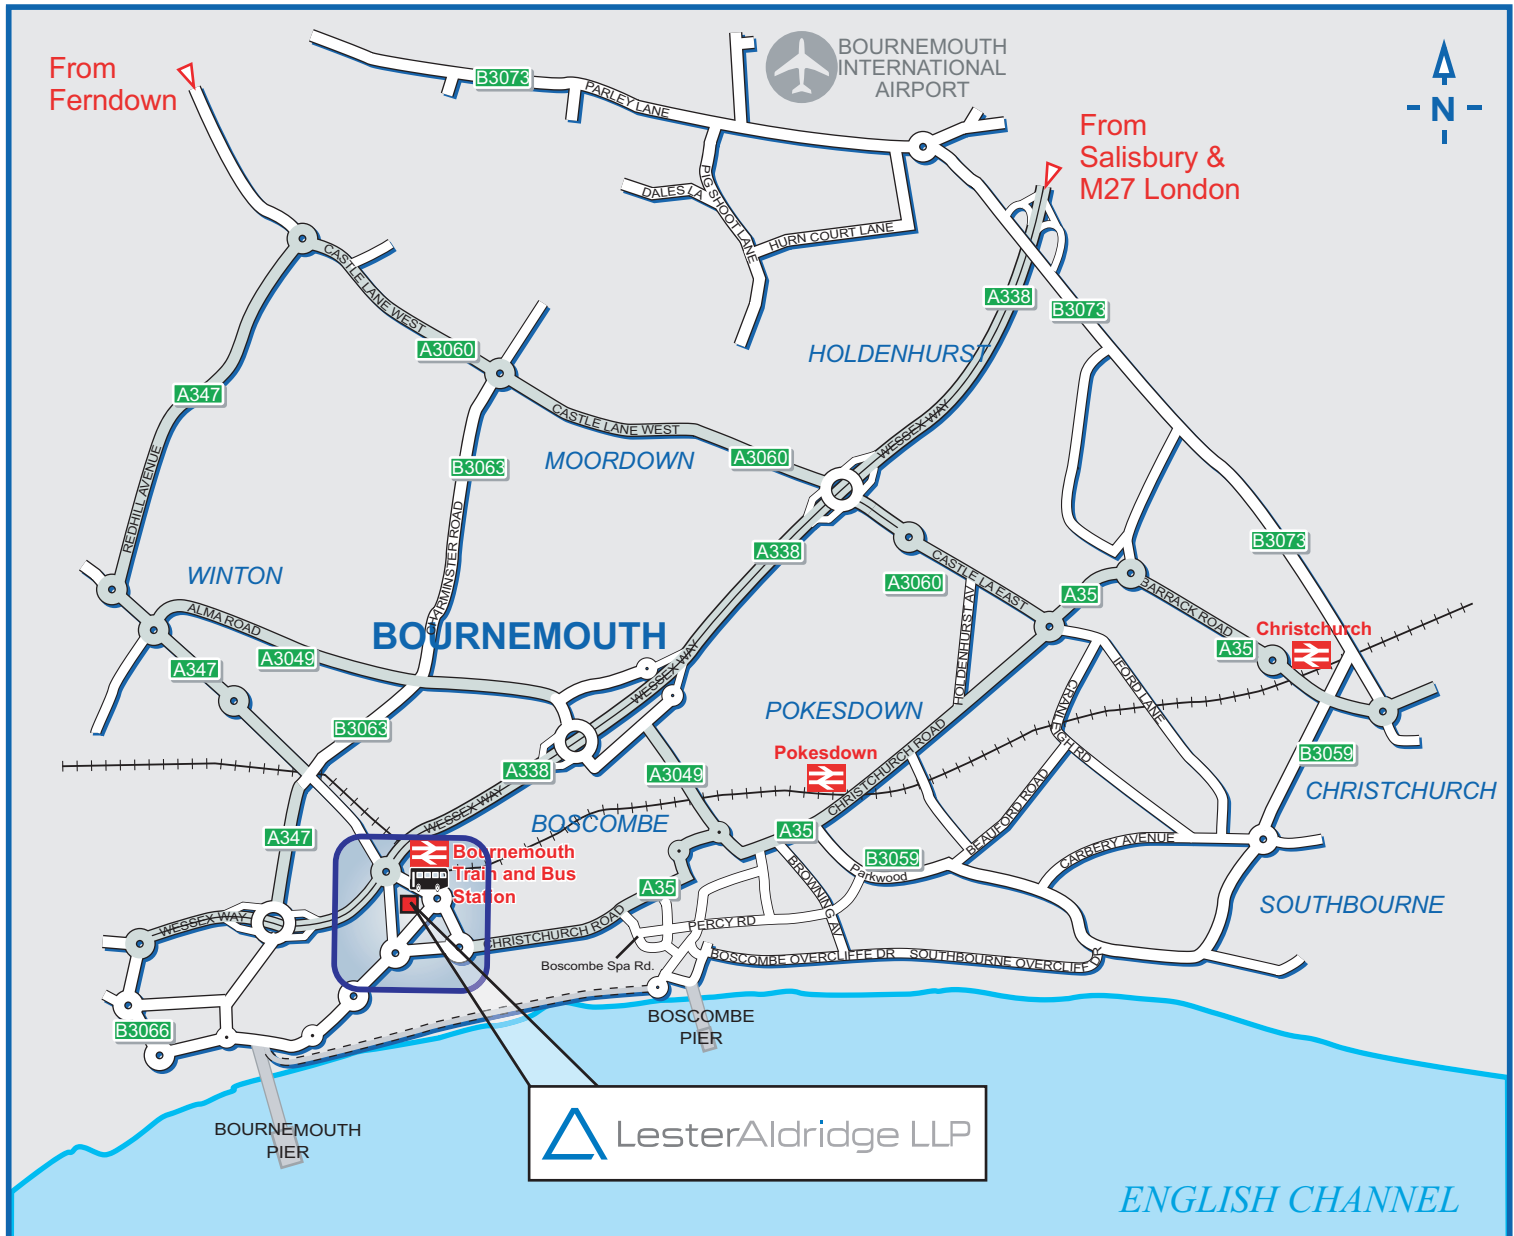 From
Ferndown
B3073
PARLEY LANE
BOURNEMOUTH
INTERNATIONAL
AIRPORT
N
From
Salisbury &
M27 London
DALES LA
PIG SHOOT LANE
HURN COURT LANE
CASTLE LANE WEST
A338
B3073
A3060
HOLDENHURST
A347
CASTLE LANE WEST
WESSEX WAY
MOORDOWN
A3060
B3063
REDHILL AVENUE
CHARMINSTER ROAD
A338
B3073
WINTON
A3060
CASTLE LA EAST
A35
BARRACK ROAD
ALMA ROAD
BOURNEMOUTH
HOLDENHURST AV
Christchurch
A35
A3049
A347
WESSEX WAY
IFORD LANE
CRANLEIGH RD
POKESDOWN
B3063
Pokesdown
CHRISTCHURCH ROAD
B3059
A338
A3049
CHRISTCHURCH
WESSEX WAY
BOSCOMBE
A35
BEAUFORD ROAD
CARBERY AVENUE
A347
Bournemouth
Train and Bus
Station
B3059
Parkwood
BROWNING AV
A35
SOUTHBOURNE
WESSEX WAY
CHRISTCHURCH ROAD
PERCY RD
Boscombe Spa Rd.
BOSCOMBE OVERCLIFFE DR
SOUTHBOURNE OVERCLIFF DR
B3066
BOSCOMBE
PIER
BOURNEMOUTH
PIER
LesterAldridge LLP
ENGLISH CHANNEL